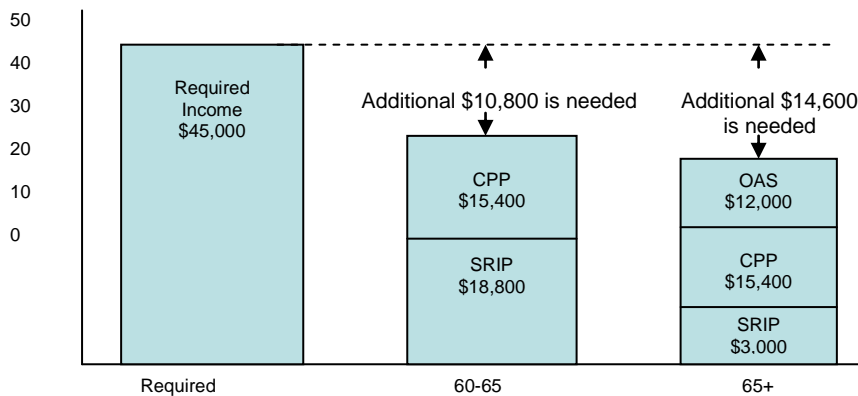 50
40
30
20
10
0
Required
Income
$45,000
Additional $10,800 is needed
Additional $14,600
is needed
CPP
$15,400
SRIP
$18,800
OAS
$12,000
CPP
$15,400
SRIP
$3,000
Required
60-65
65+